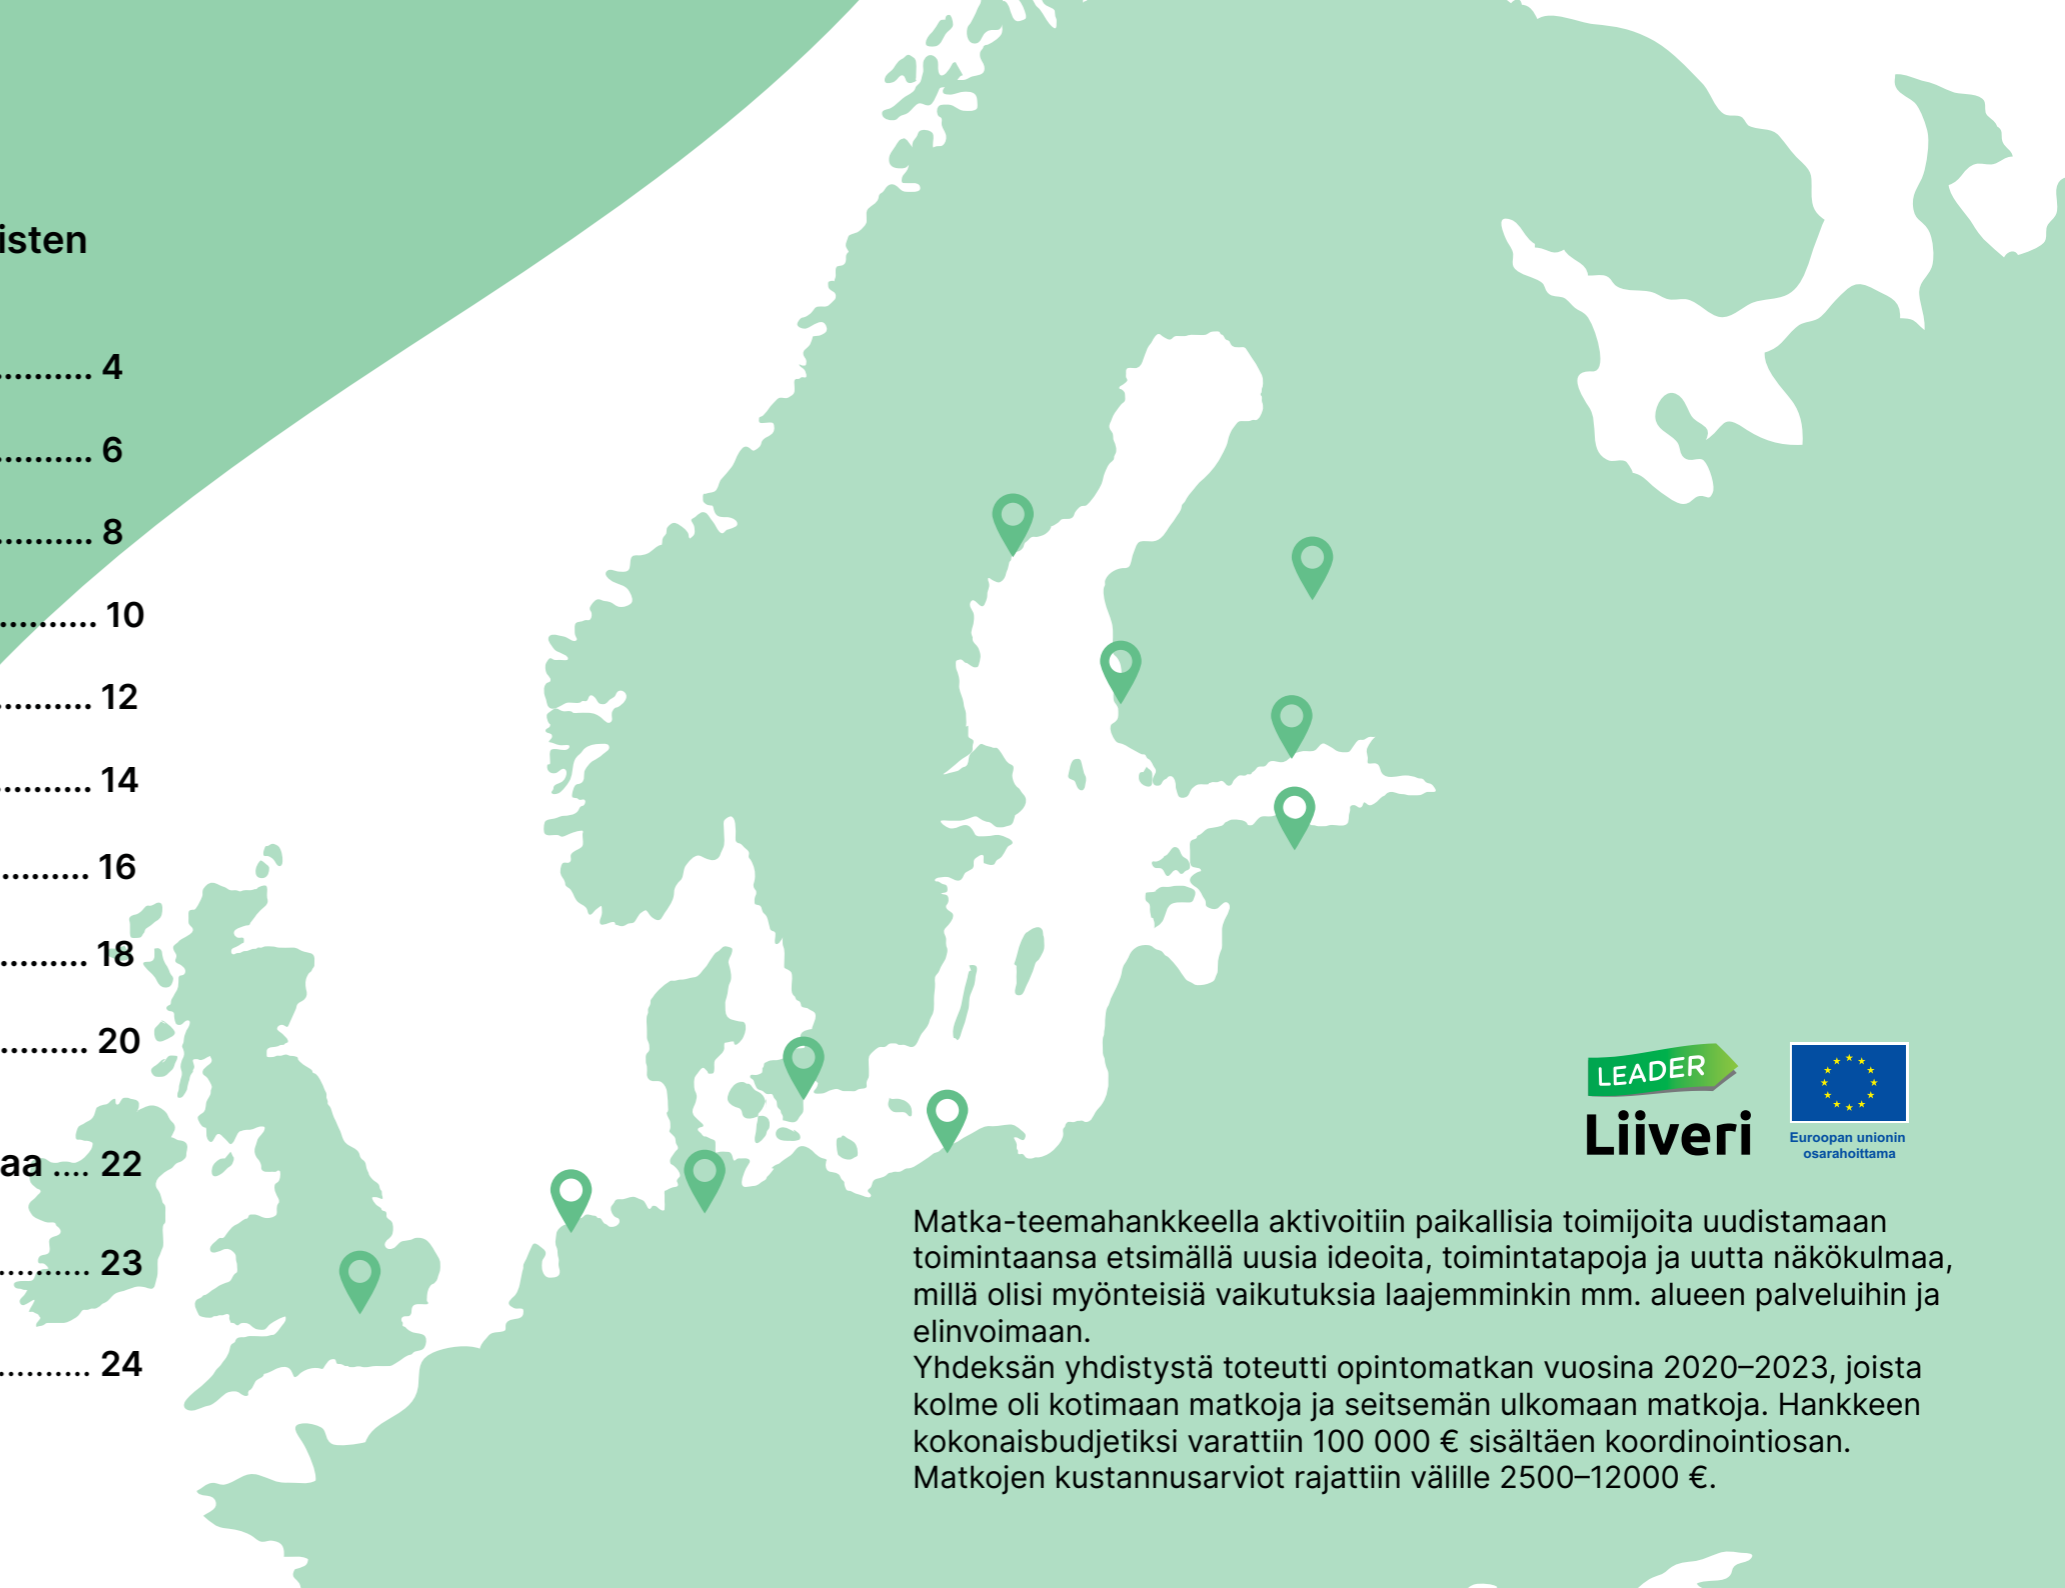 isten
.......... 4
.......... 6
.......... 8
.......... 10
.......... 12
.......... 14
.......... 16
.......... 18
.......... 20
aa .... 22
.......... 23
.......... 24
LEADER
Liiveri
Euroopan unionin
osarahoittama
Matka-teemahankkeella aktivoitiin paikallisia toimijoita uudistamaan
toimintaansa etsimällä uusia ideoita, toimintatapoja ja uutta näkökulmaa,
millä olisi myönteisiä vaikutuksia laajemminkin mm. alueen palveluihin ja
elinvoimaan.
Yhdeksän yhdistystä toteutti opintomatkan vuosina 2020–2023, joista
kolme oli kotimaan matkoja ja seitsemän ulkomaan matkoja. Hankkeen
kokonaisbudjetiksi varattiin 100 000 € sisältäen koordinointiosan.
Matkojen kustannusarviot rajattiin välille 2500–12000 €.